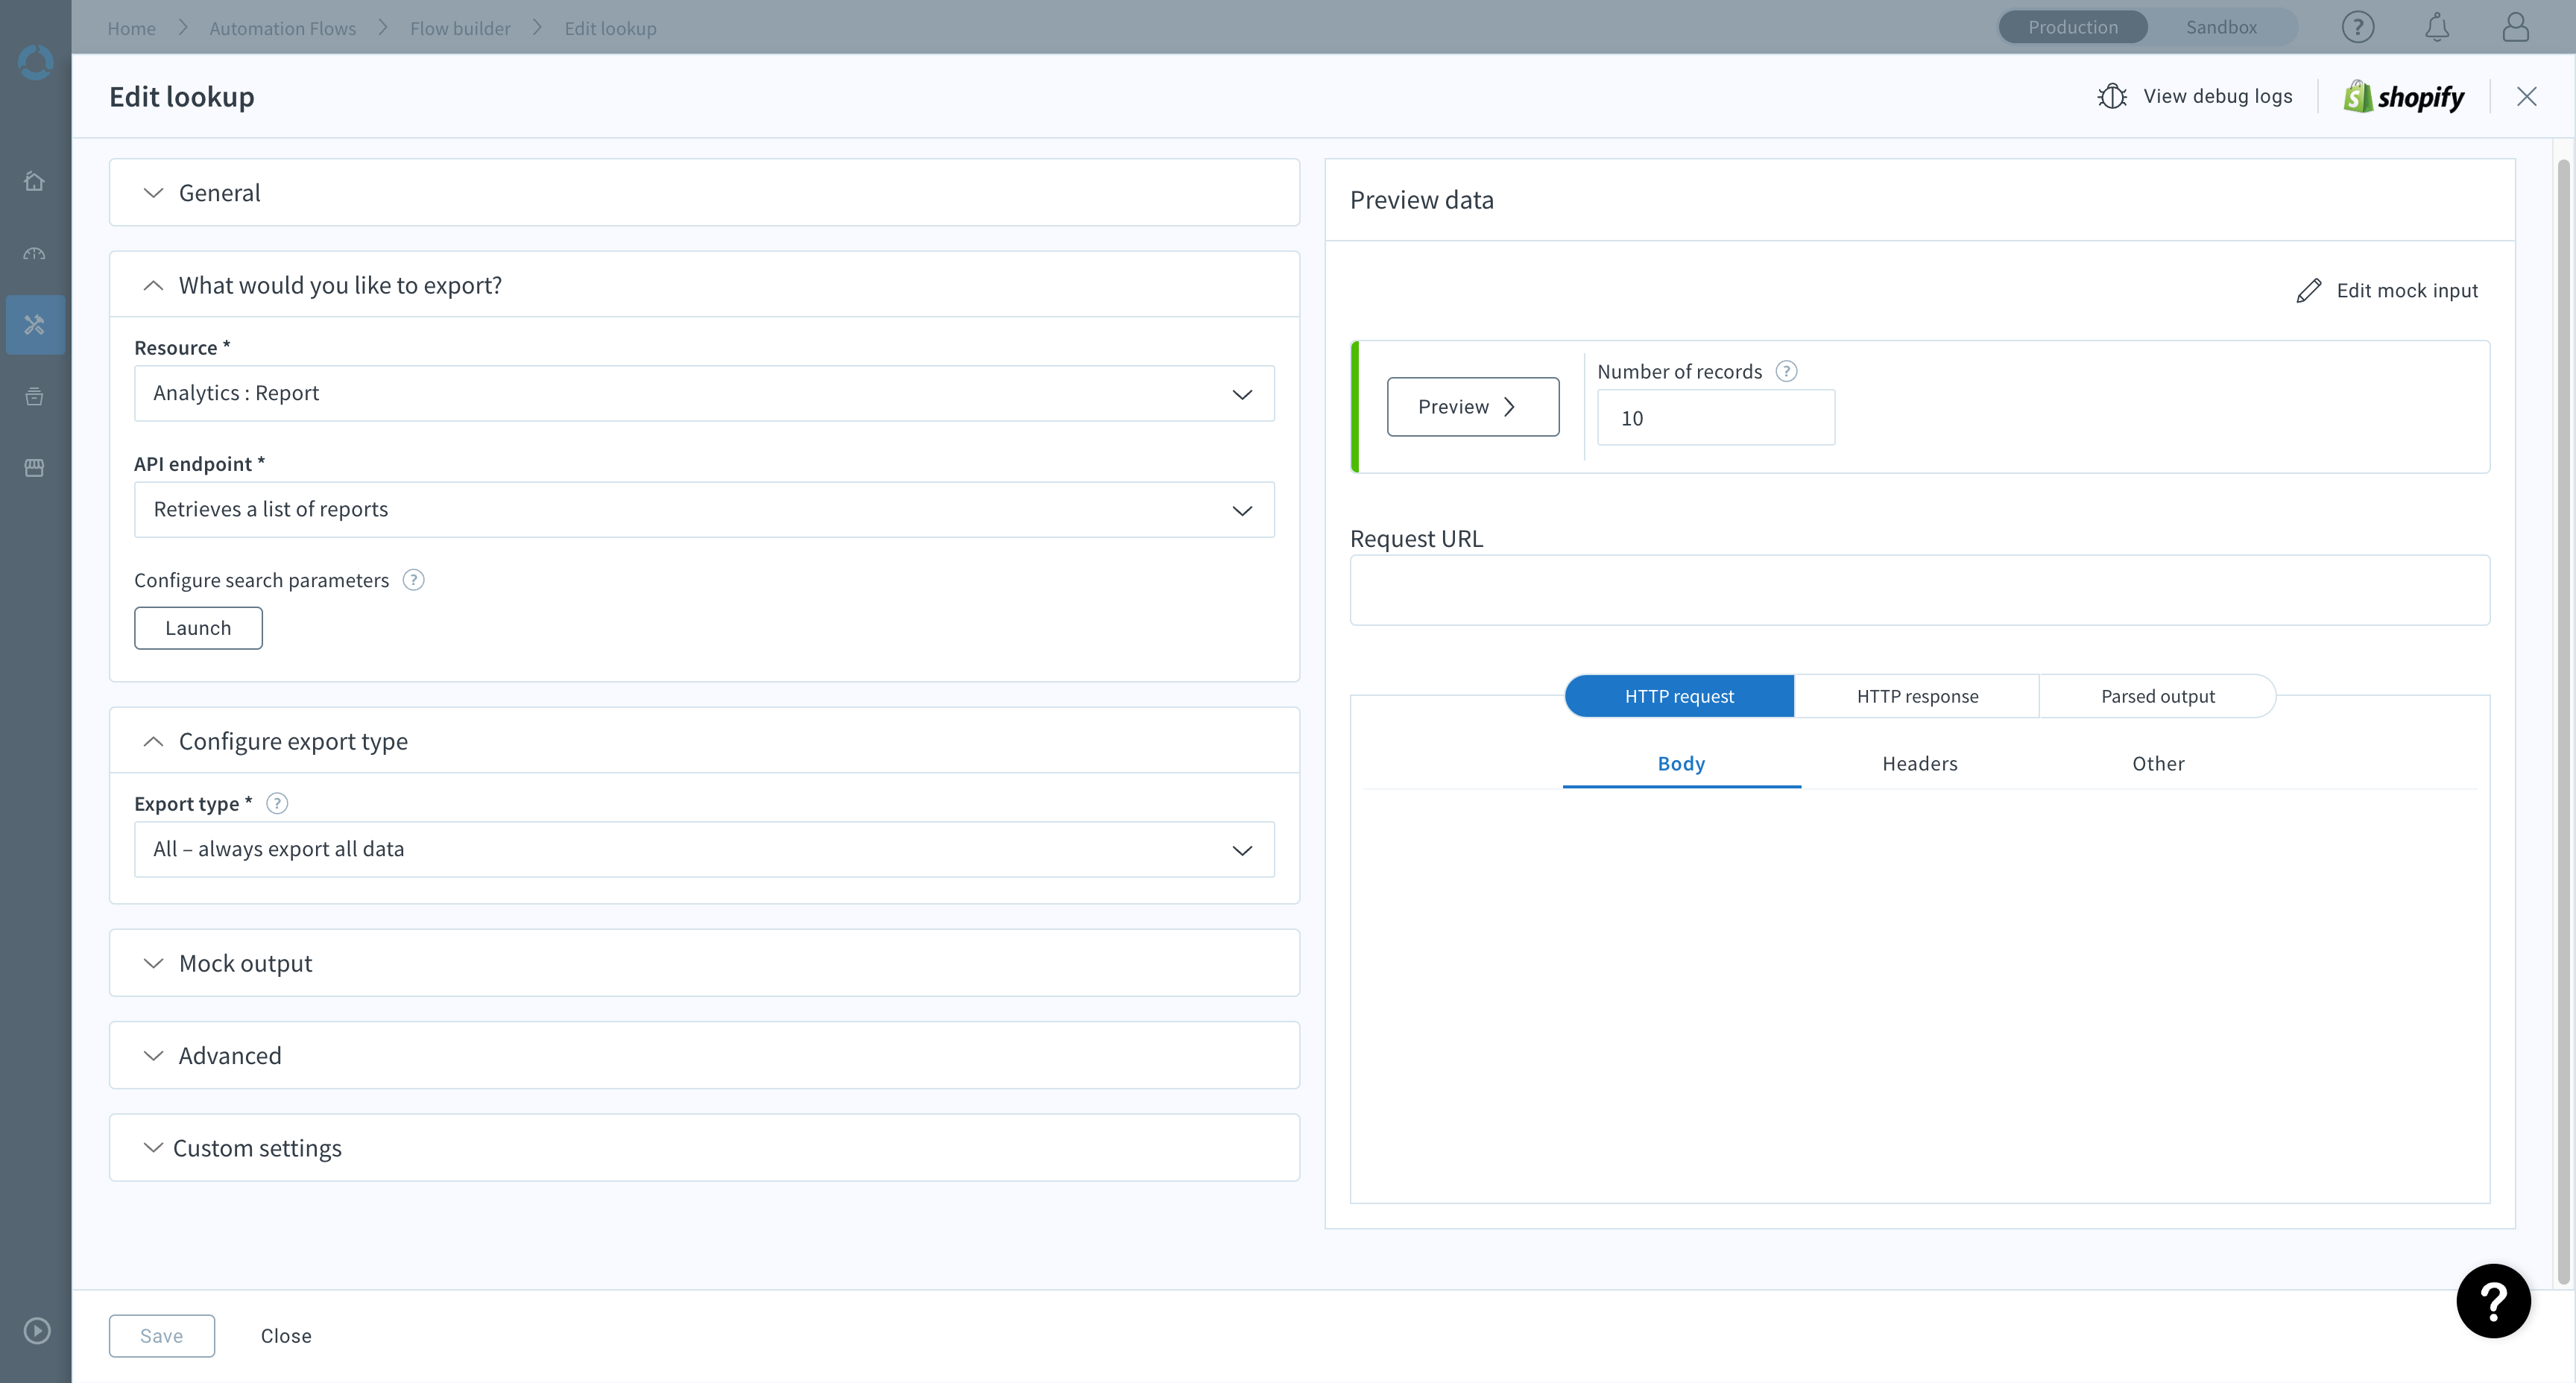 Home > Automation Flows > Flow builder > Edit lookup
Production Sandbox ?
Edit lookup
View debug logs
shopify
General
What would you like to export?
Resource *
Analytics : Report
API endpoint *
Retrieves a list of reports
Configure search parameters ?
Launch
Configure export type
Export type * ?
All – always export all data
Mock output
Advanced
Custom settings
Preview data
Edit mock input
Preview >
Number of records ?
10
Request URL
HTTP request HTTP response Parsed output
Body Headers Other
Save Close
?